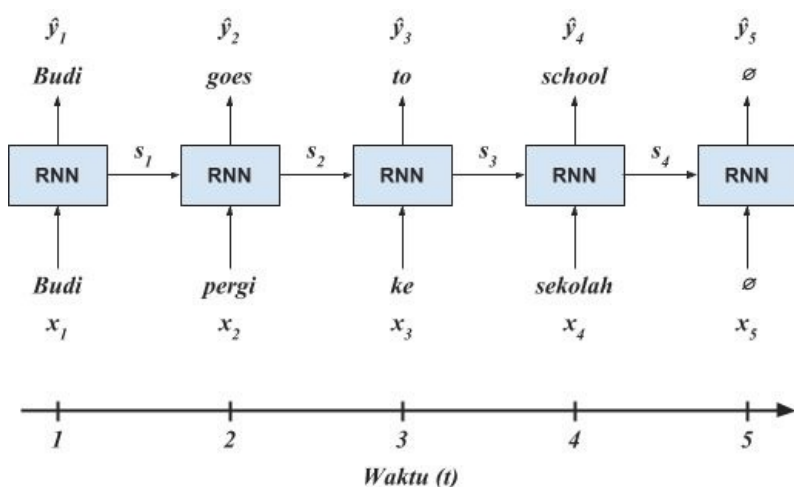 ŷ₁ ŷ₂ ŷ₃ ŷ₄ ŷ₅
Budi goes to school ∅
s₁ s₂ s₃ s₄
RNN RNN RNN RNN RNN
Budi pergi ke sekolah ∅
x₁ x₂ x₃ x₄ x₅
1 2 3 4 5
Waktu (t)